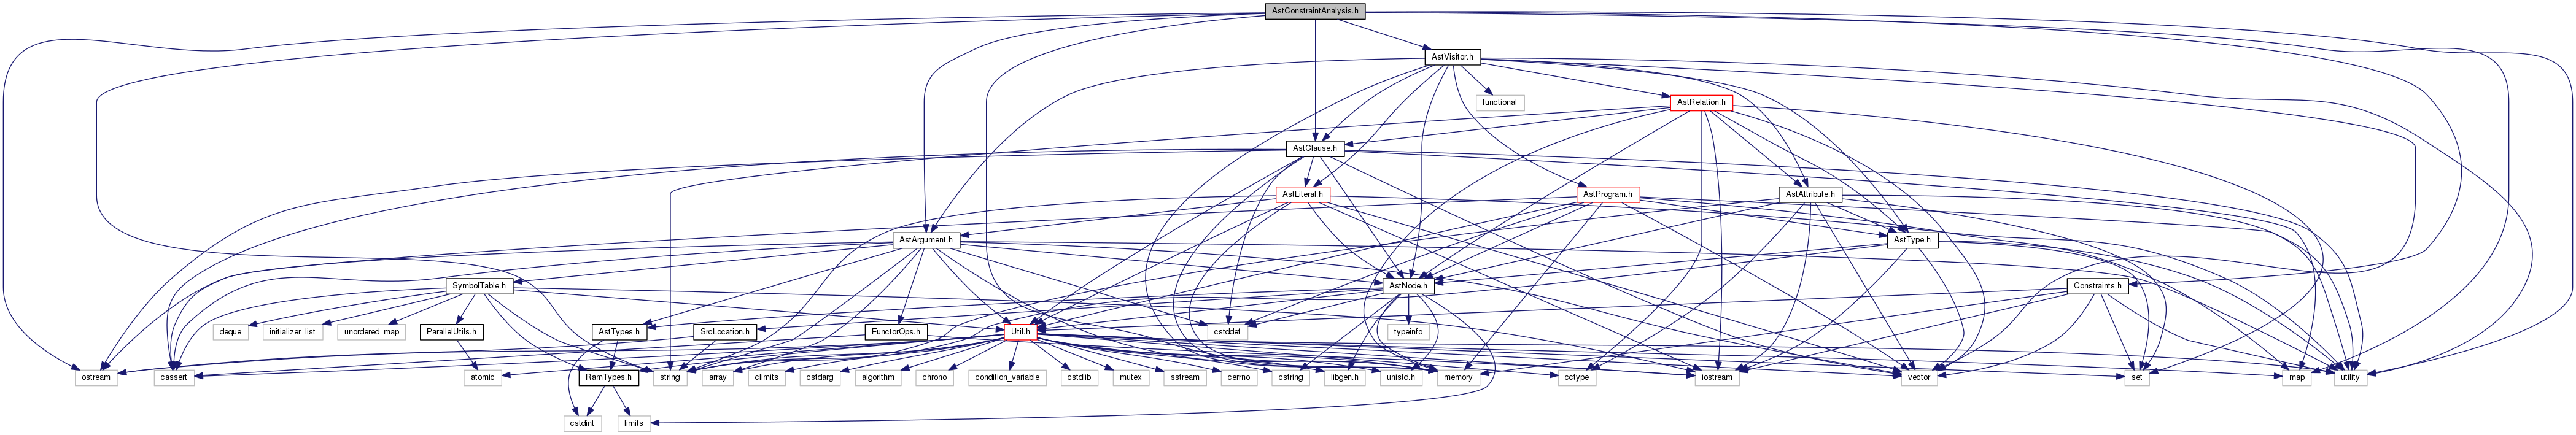 AstConstraintAnalysis.h
AstVisitor.h
functional
AstRelation.h
AstClause.h
AstLiteral.h
AstProgram.h
AstAttribute.h
AstArgument.h
AstType.h
SymbolTable.h
AstNode.h
Constraints.h
deque
initializer_list
unordered_map
ParallelUtils.h
AstTypes.h
SrcLocation.h
FunctorOps.h
Util.h
cstddef
typeinfo
ostream
cassert
atomic
RamTypes.h
string
array
climits
cstdarg
algorithm
chrono
condition_variable
cstdlib
mutex
sstream
cerrno
cstring
libgen.h
unistd.h
memory
cctype
iostream
vector
set
map
utility
cstdint
limits